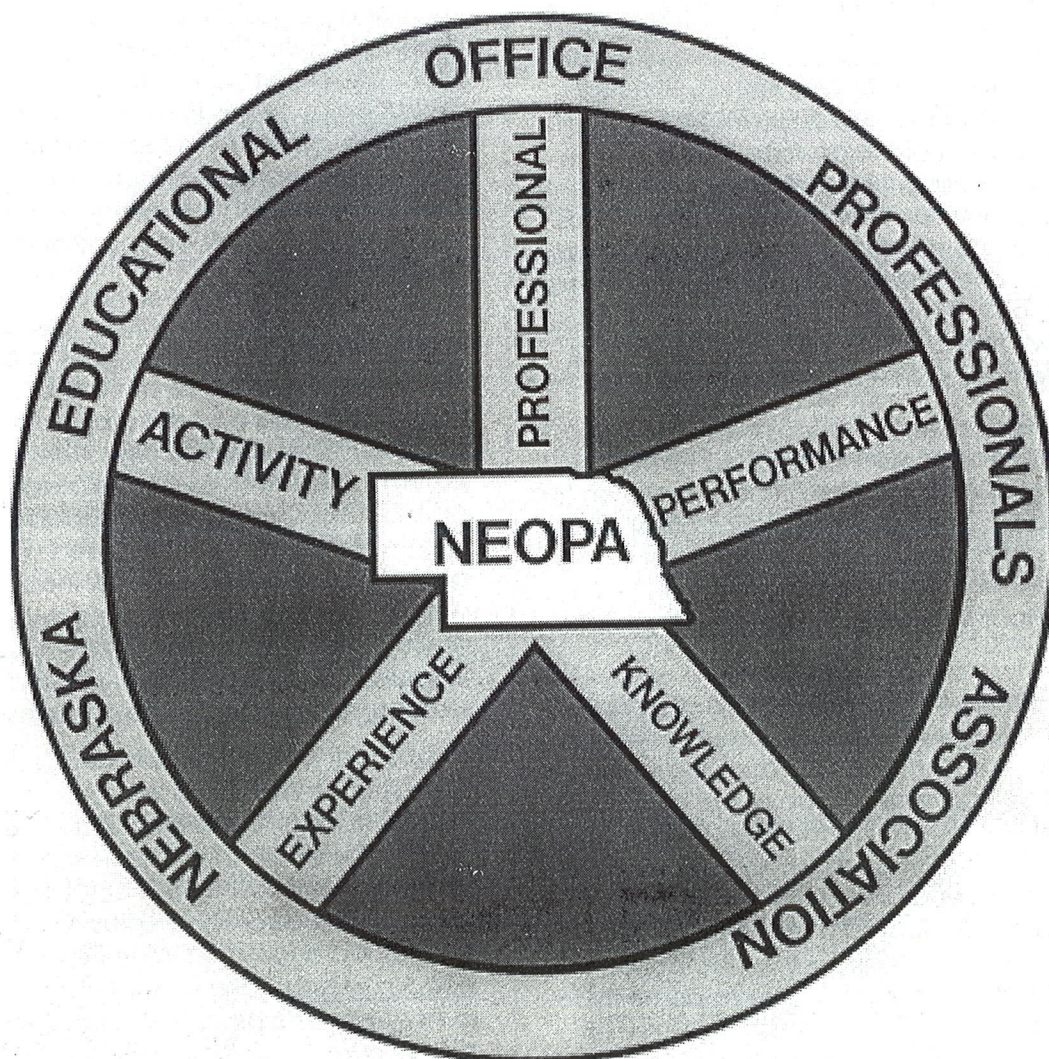 NEBRASKA EDUCATIONAL OFFICE PROFESSIONALS ASSOCIATION
PROFESSIONAL
PERFORMANCE
KNOWLEDGE
EXPERIENCE
ACTIVITY
NEOPA